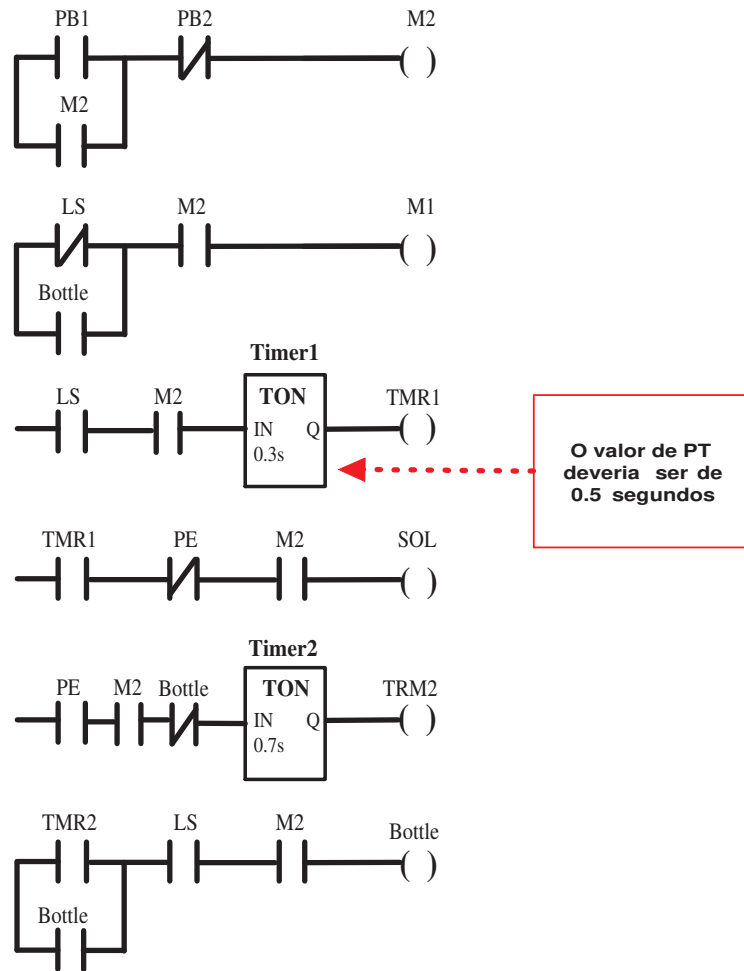 PB1 PB2 M2
( )
M2
LS M2 M1
( )
Bottle
Timer1
LS M2 TON TMR1
IN Q ( )
0.3s
O valor de PT
deveria ser de
0.5 segundos
TMR1 PE M2 SOL
( )
Timer2
PE M2 Bottle TON TRM2
IN Q ( )
0.7s
TMR2 LS M2 Bottle
( )
Bottle